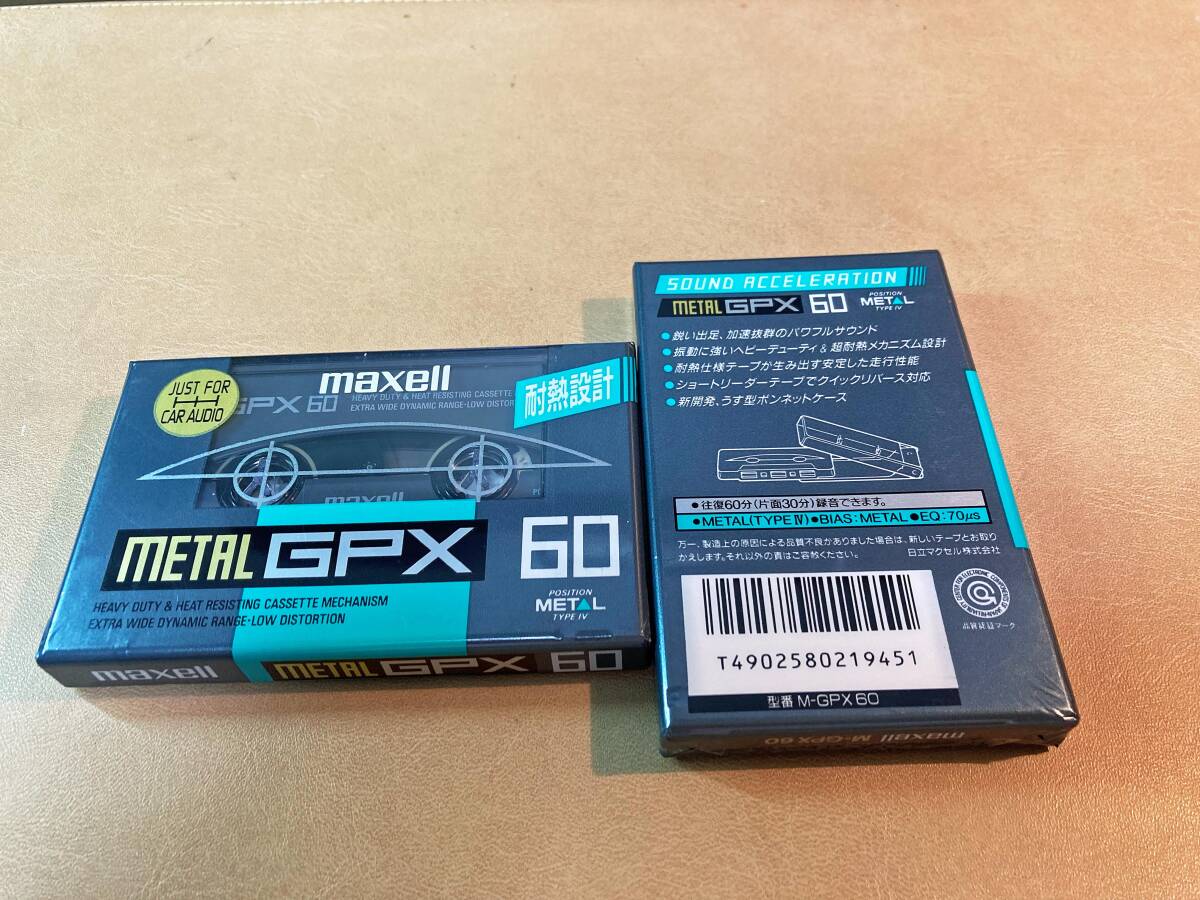 JUST FOR
CAR AUDIO
maxell
GPX 60
HEAVY DUTY & HEAT RESISTING CASSETTE
EXTRA WIDE DYNAMIC RANGE-LOW
耐熱設計
maxell
METAL GPX 60
HEAVY DUTY & HEAT RESISTING CASSETTE MECHANISM
EXTRA WIDE DYNAMIC RANGE-LOW DISTORTION
POSITION
METAL
TYPE IV
maxell METAL GPX 60
SOUND ACCELERATION
METAL GPX 60
POSITION
METAL
TYPE IV
●鋭い出足、加速抜群のパワフルサウンド
●振動に強いヘビーデューティ&超耐熱メカニズム設計
●耐熱仕様テープが生み出す安定した走行性能
●ショートリーダーテープでクイックリバース対応
●新開発、うす型ボンネットケース
●往復60分(片面30分)録音できます。
●METAL(TYPE IV)●BIAS:METAL●EQ:70μs
万一、製造上の原因による品質不良がありました場合は、新しいテープとお取り
かえします。それ以外の責はご容赦ください。 日立マクセル株式会社
T4902580219451
品質認証マーク
型番 M-GPX60
maxell M-GPX60